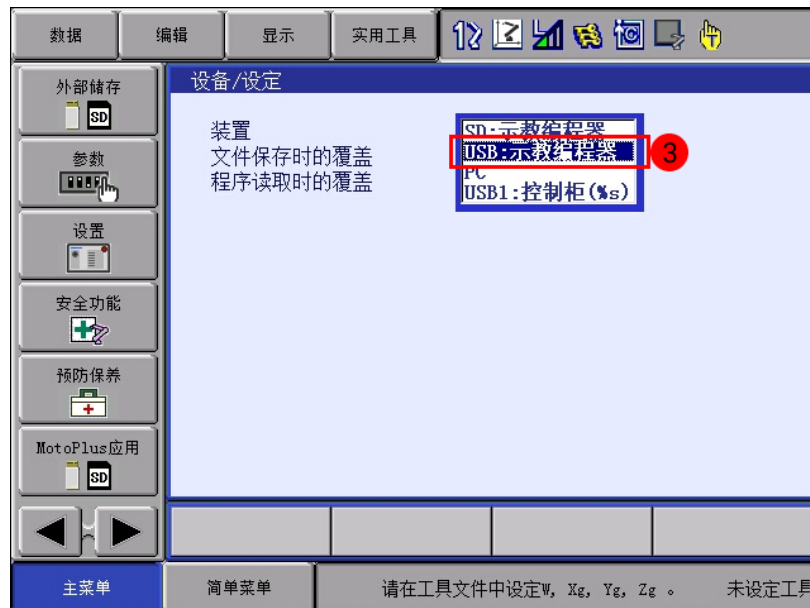 数据
编辑
显示
实用工具
外部储存
SD
参数
设置
安全功能
预防保养
MotoPlus应用
SD
设备/设定
装置
文件保存时的覆盖
程序读取时的覆盖
SD:示教编程器
USB:示教编程器
PC
USB1:控制柜(%s)
3
主菜单
简单菜单
请在工具文件中设定W, Xg, Yg, Zg 。
未设定工具